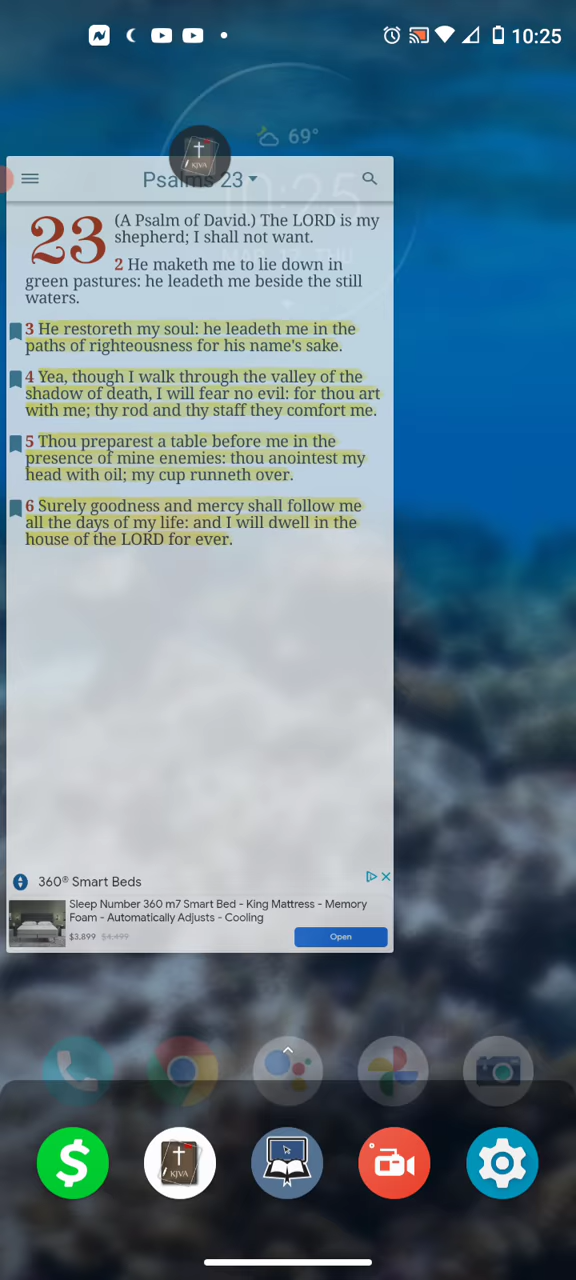 10:25
69°
Psalms 23
23 (A Psalm of David.) The LORD is my
shepherd; I shall not want.
2 He maketh me to lie down in
green pastures: he leadeth me beside the still
waters.
3 He restoreth my soul: he leadeth me in the
paths of righteousness for his name's sake.
4 Yea, though I walk through the valley of the
shadow of death, I will fear no evil: for thou art
with me; thy rod and thy staff they comfort me.
5 Thou preparest a table before me in the
presence of mine enemies: thou anointest my
head with oil; my cup runneth over.
6 Surely goodness and mercy shall follow me
all the days of my life: and I will dwell in the
house of the LORD for ever.
360® Smart Beds
Sleep Number 360 m7 Smart Bed - King Mattress - Memory
Foam - Automatically Adjusts - Cooling
$3,899 $4,499
Open
$
KJVA